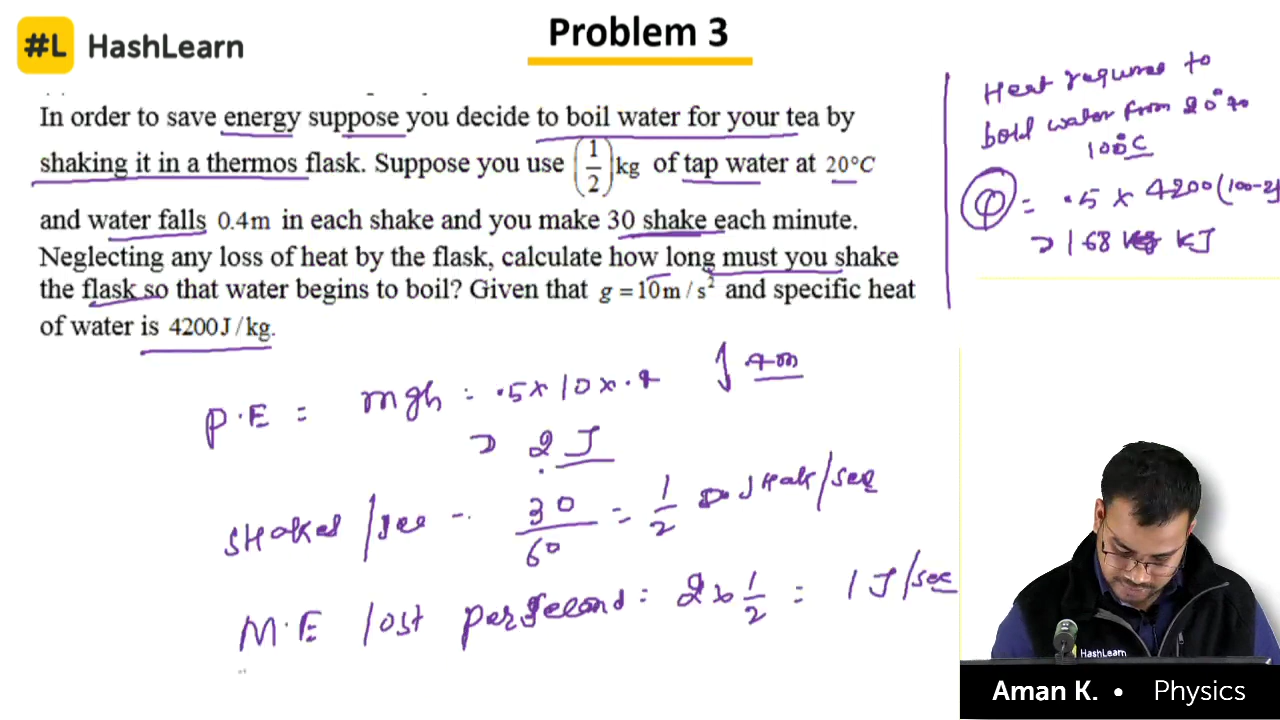 #L HashLearn
Problem 3
In order to save energy suppose you decide to boil water for your tea by
shaking it in a thermos flask. Suppose you use (1/2)kg of tap water at 20°C
and water falls 0.4m in each shake and you make 30 shake each minute.
Neglecting any loss of heat by the flask, calculate how long must you shake
the flask so that water begins to boil? Given that g = 10m/s² and specific heat
of water is 4200J/kg.
Heat required to
boil water from 20° to
100°C
Q = .5 × 4200(100-2
168 KJ
P.E = mgh = .5 × 10 × .4
2 J
Shakes/sec 30/60 = 1/2 Shak/sec
M.E lost per second = 2 × 1/2 = 1 J/sec
HashLearn
Aman K. • Physics